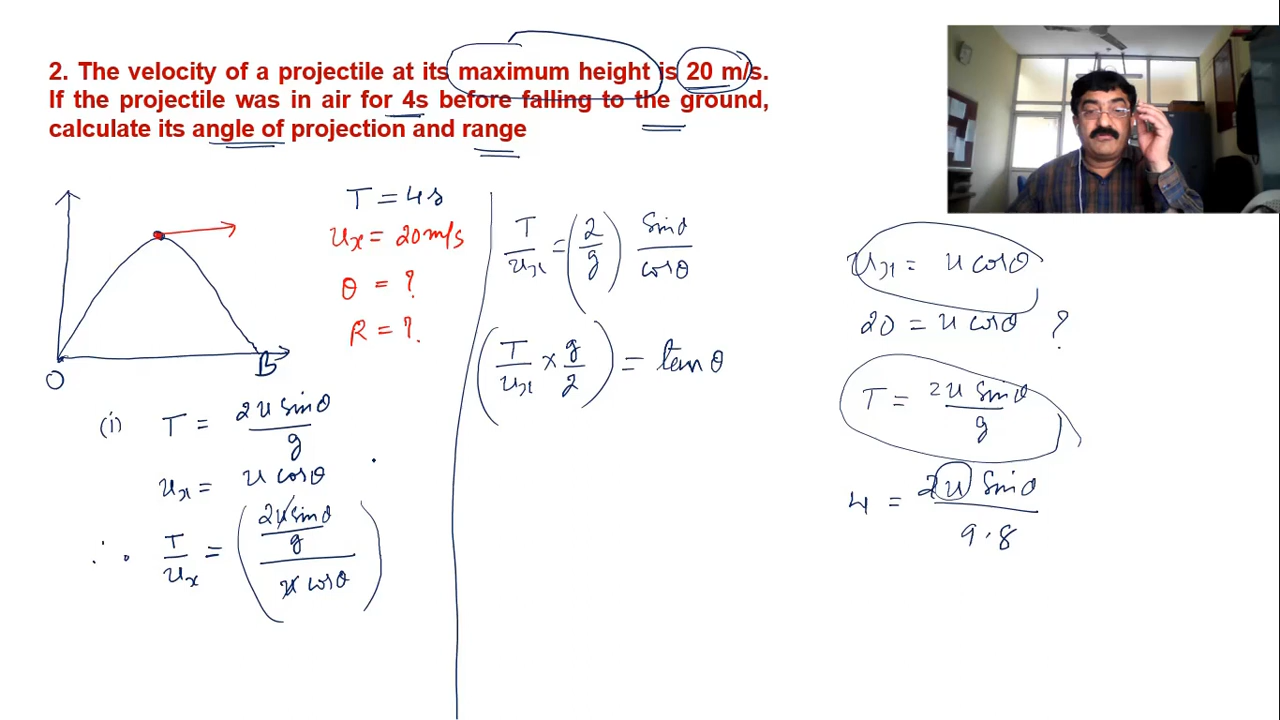 2. The velocity of a projectile at its maximum height is 20 m/s.
If the projectile was in air for 4s before falling to the ground,
calculate its angle of projection and range
T = 4s
ux = 20 m/s
θ = ?
R = ?
O
B
(i) T = 2u sinθ / g
ux = u cosθ
∴ T/ux = (2u sinθ / g / u cosθ)
T/ux = (2/g) sinθ/cosθ
(T/ux × g/2) = tanθ
ux = u cosθ
20 = u cosθ ?
T = 2u sinθ / g
4 = 2u sinθ / 9.8